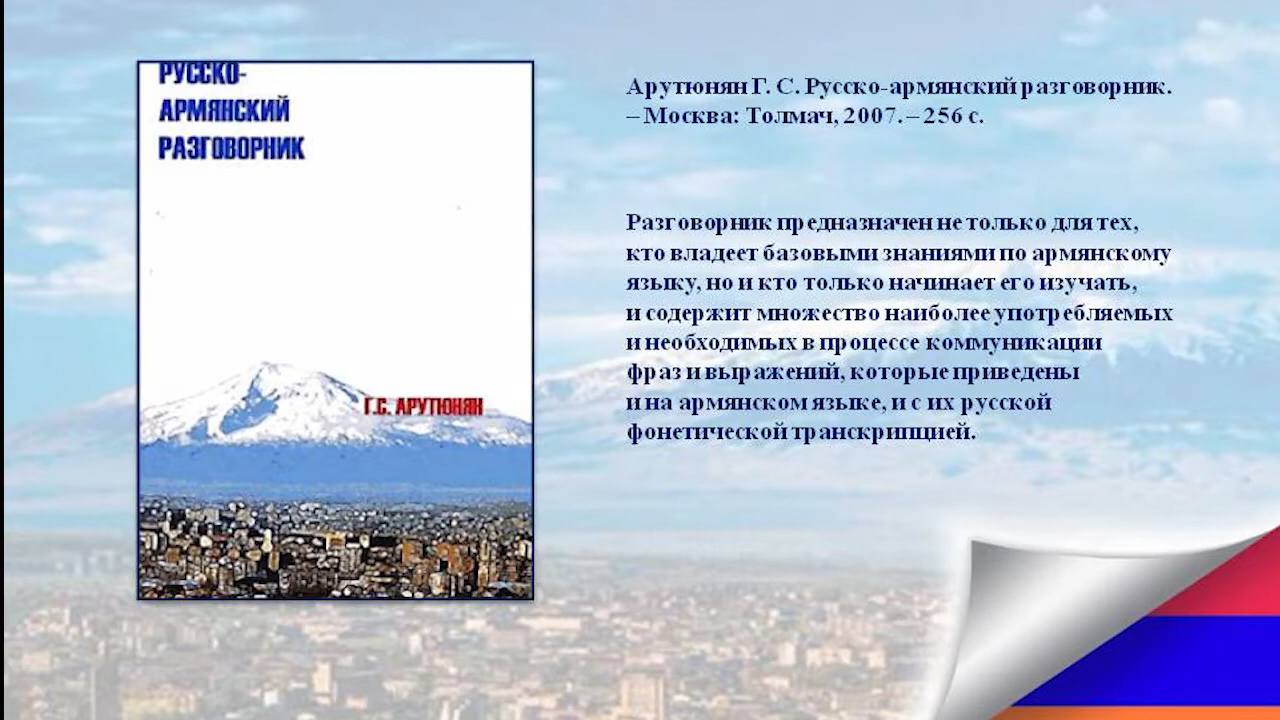 РУССКО-
АРМЯНСКИЙ
РАЗГОВОРНИК
Г.С. АРУТЮНЯН
Арутюнян Г. С. Русско-армянский разговорник.
– Москва: Толмач, 2007. – 256 с.
Разговорник предназначен не только для тех,
кто владеет базовыми знаниями по армянскому
языку, но и кто только начинает его изучать,
и содержит множество наиболее употребляемых
и необходимых в процессе коммуникации
фраз и выражений, которые приведены
и на армянском языке, и с их русской
фонетической транскрипцией.